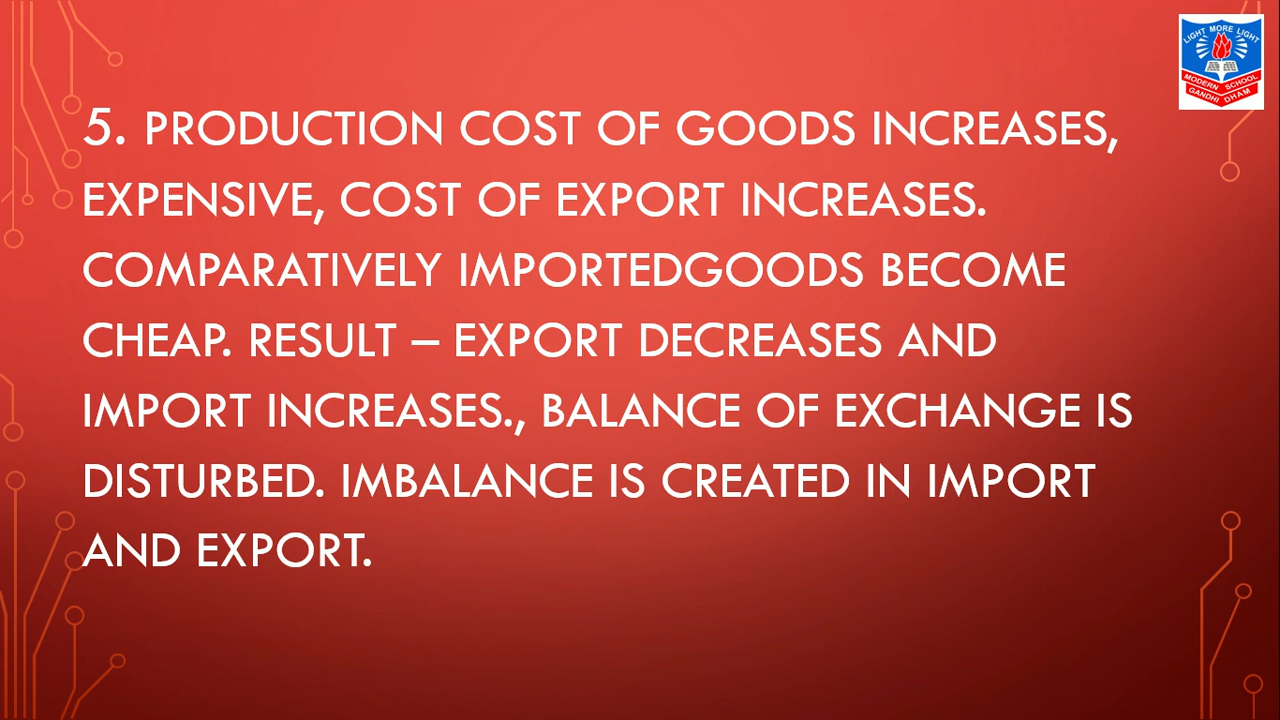 LIGHT MORE LIGHT
MODERN SCHOOL
GANDHI DHAM
5. PRODUCTION COST OF GOODS INCREASES,
EXPENSIVE, COST OF EXPORT INCREASES.
COMPARATIVELY IMPORTEDGOODS BECOME
CHEAP. RESULT – EXPORT DECREASES AND
IMPORT INCREASES., BALANCE OF EXCHANGE IS
DISTURBED. IMBALANCE IS CREATED IN IMPORT
AND EXPORT.